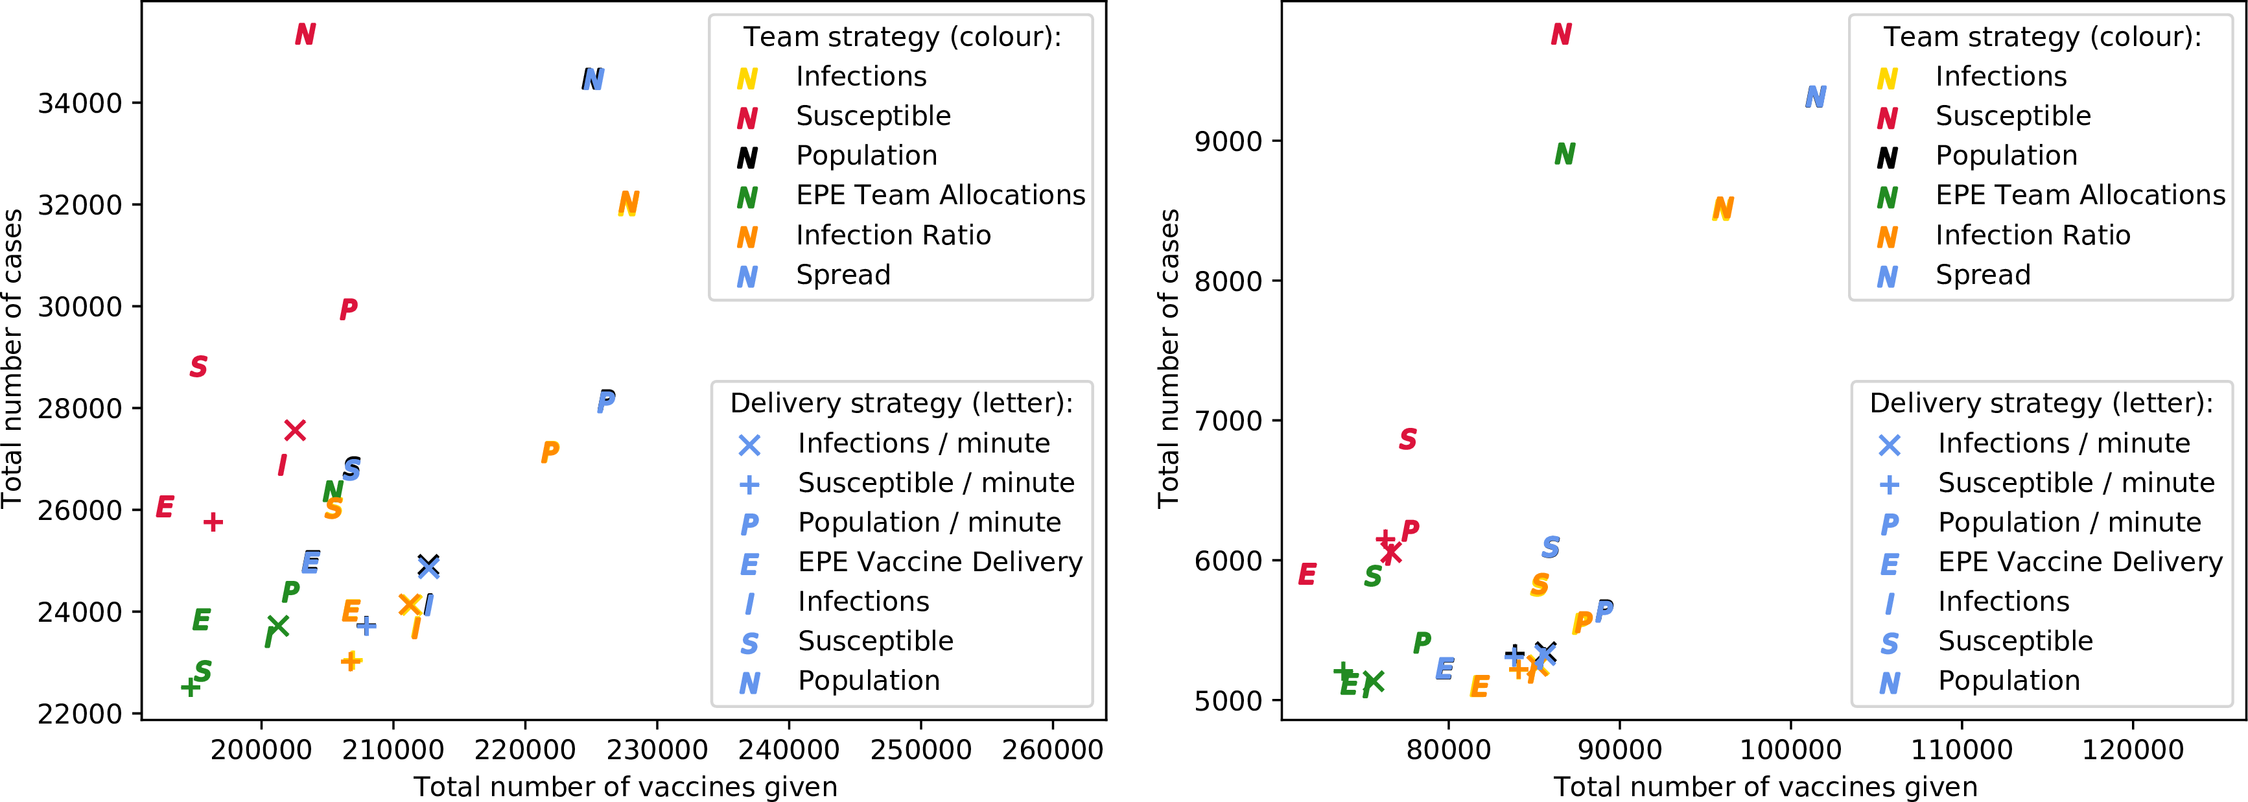 Total number of cases
34000
32000
30000
28000
26000
24000
22000
200000 210000 220000 230000 240000 250000 260000
Total number of vaccines given
N
N N
N
P
S
P
I
P
S
N
S
E
E
I
P
E
E
I
I
S
Team strategy (colour):
N Infections
N Susceptible
N Population
N EPE Team Allocations
N Infection Ratio
N Spread
Delivery strategy (letter):
× Infections / minute
+ Susceptible / minute
P Population / minute
E EPE Vaccine Delivery
I Infections
S Susceptible
N Population
Total number of cases
9000
8000
7000
6000
5000
80000 90000 100000 110000 120000
Total number of vaccines given
N
N
N
N
S
P
E
S
S
S
P
P
P
E
E
E
Team strategy (colour):
N Infections
N Susceptible
N Population
N EPE Team Allocations
N Infection Ratio
N Spread
Delivery strategy (letter):
× Infections / minute
+ Susceptible / minute
P Population / minute
E EPE Vaccine Delivery
I Infections
S Susceptible
N Population